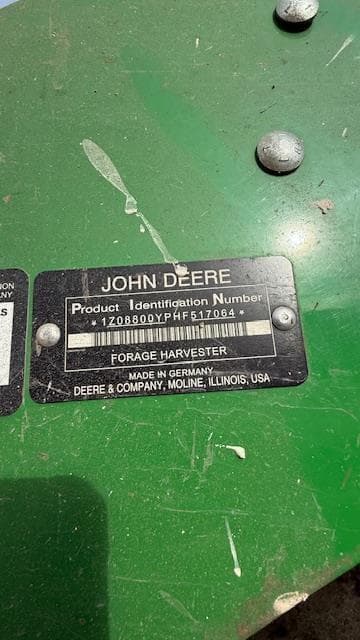 JOHN DEERE
Product Identification Number
*1Z08800YPHF517064*
FORAGE HARVESTER
MADE IN GERMANY
DEERE & COMPANY, MOLINE, ILLINOIS, USA